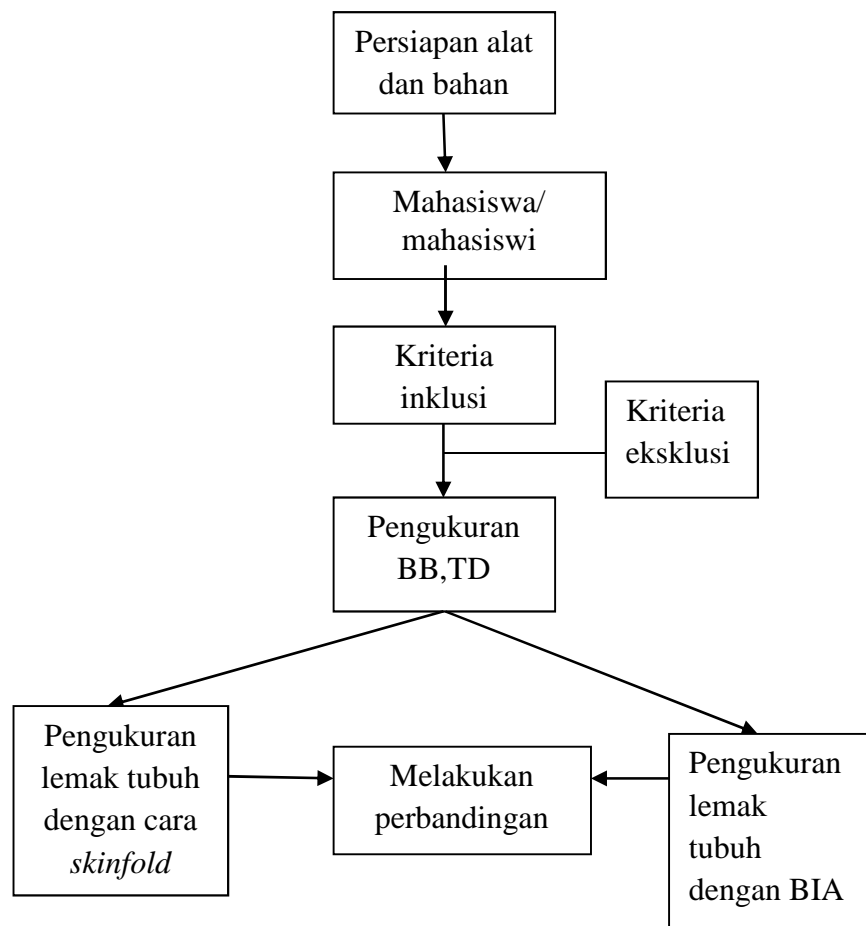 Persiapan alat
dan bahan
Mahasiswa/
mahasiswi
Kriteria
inklusi
Kriteria
eksklusi
Pengukuran
BB,TD
Pengukuran
lemak tubuh
dengan cara
skinfold
Melakukan
perbandingan
Pengukuran
lemak
tubuh
dengan BIA